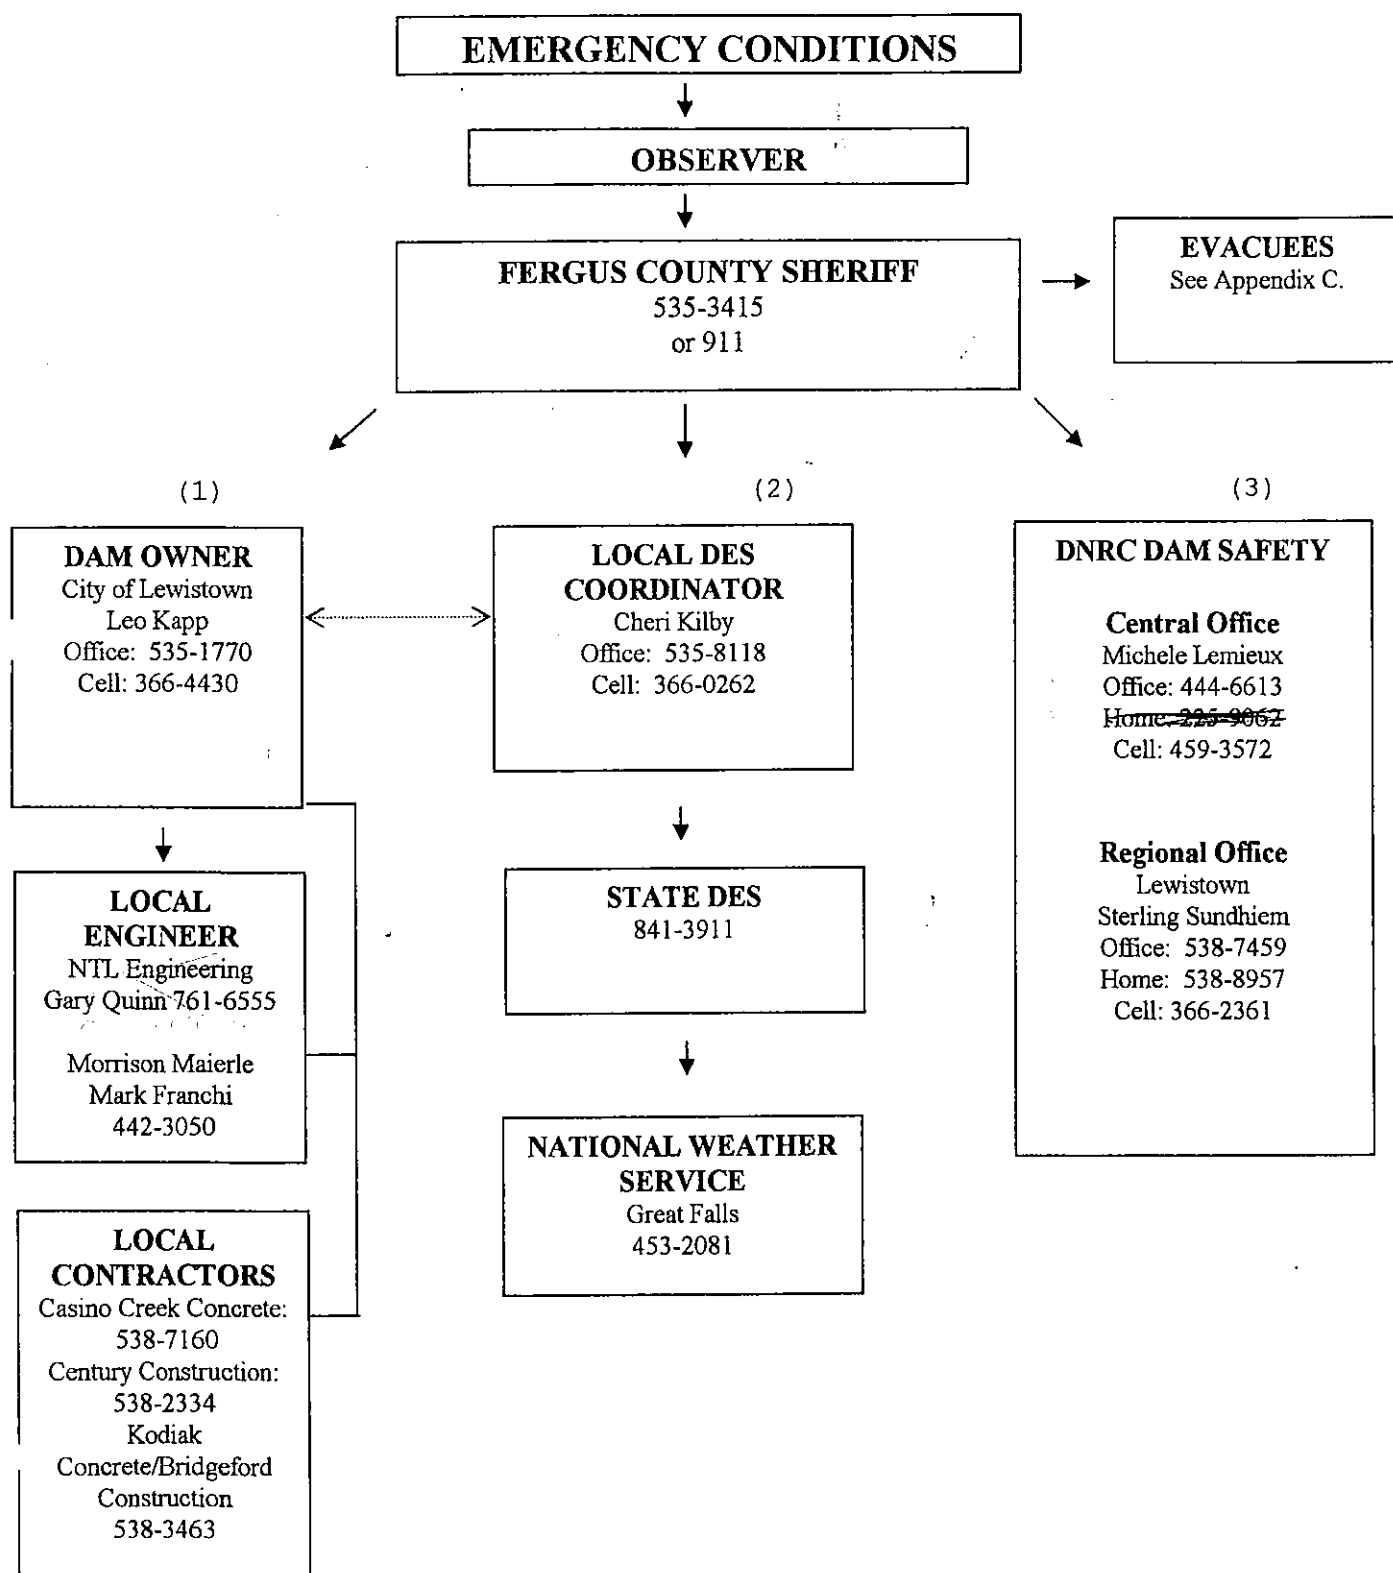 EMERGENCY CONDITIONS
OBSERVER
FERGUS COUNTY SHERIFF
535-3415
or 911
EVACUEES
See Appendix C.
(1)
(2)
(3)
DAM OWNER
City of Lewistown
Leo Kapp
Office: 535-1770
Cell: 366-4430
LOCAL DES
COORDINATOR
Cheri Kilby
Office: 535-8118
Cell: 366-0262
DNRC DAM SAFETY
Central Office
Michele Lemieux
Office: 444-6613
Home: 225-9062
Cell: 459-3572
Regional Office
Lewistown
Sterling Sundhiem
Office: 538-7459
Home: 538-8957
Cell: 366-2361
LOCAL
ENGINEER
NTL Engineering
Gary Quinn 761-6555
Morrison Maierle
Mark Franchi
442-3050
STATE DES
841-3911
NATIONAL WEATHER
SERVICE
Great Falls
453-2081
LOCAL
CONTRACTORS
Casino Creek Concrete:
538-7160
Century Construction:
538-2334
Kodiak
Concrete/Bridgeford
Construction
538-3463